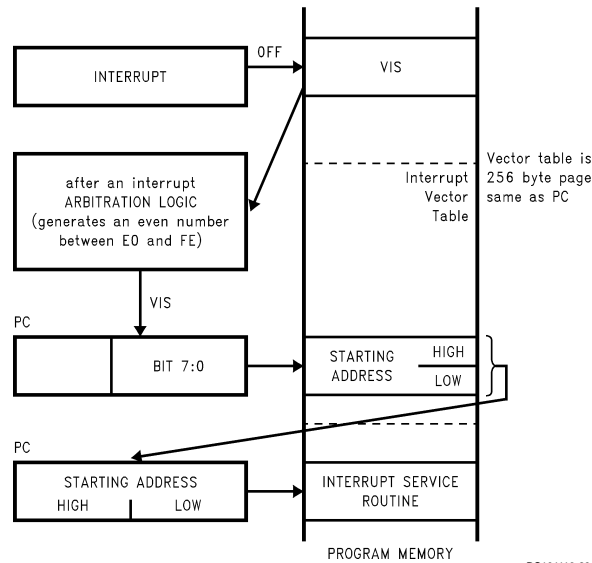 OFF
INTERRUPT
VIS
after an interrupt
ARBITRATION LOGIC
(generates an even number
between E0 and FE)
Interrupt
Vector
Table
Vector table is
256 byte page
same as PC
VIS
PC
BIT 7:0
STARTING
ADDRESS
HIGH
LOW
PC
STARTING ADDRESS
HIGH LOW
INTERRUPT SERVICE
ROUTINE
PROGRAM MEMORY